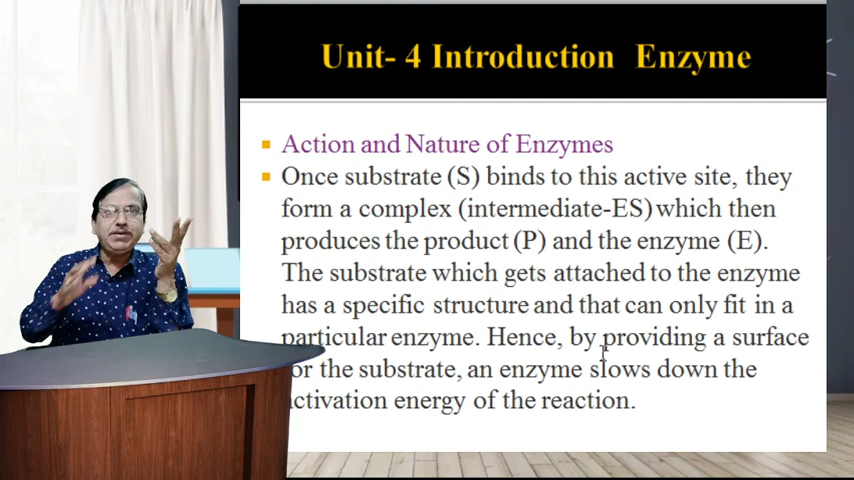 Unit- 4 Introduction Enzyme
Action and Nature of Enzymes
Once substrate (S) binds to this active site, they
form a complex (intermediate-ES) which then
produces the product (P) and the enzyme (E).
The substrate which gets attached to the enzyme
has a specific structure and that can only fit in a
particular enzyme. Hence, by providing a surface
for the substrate, an enzyme slows down the
activation energy of the reaction.